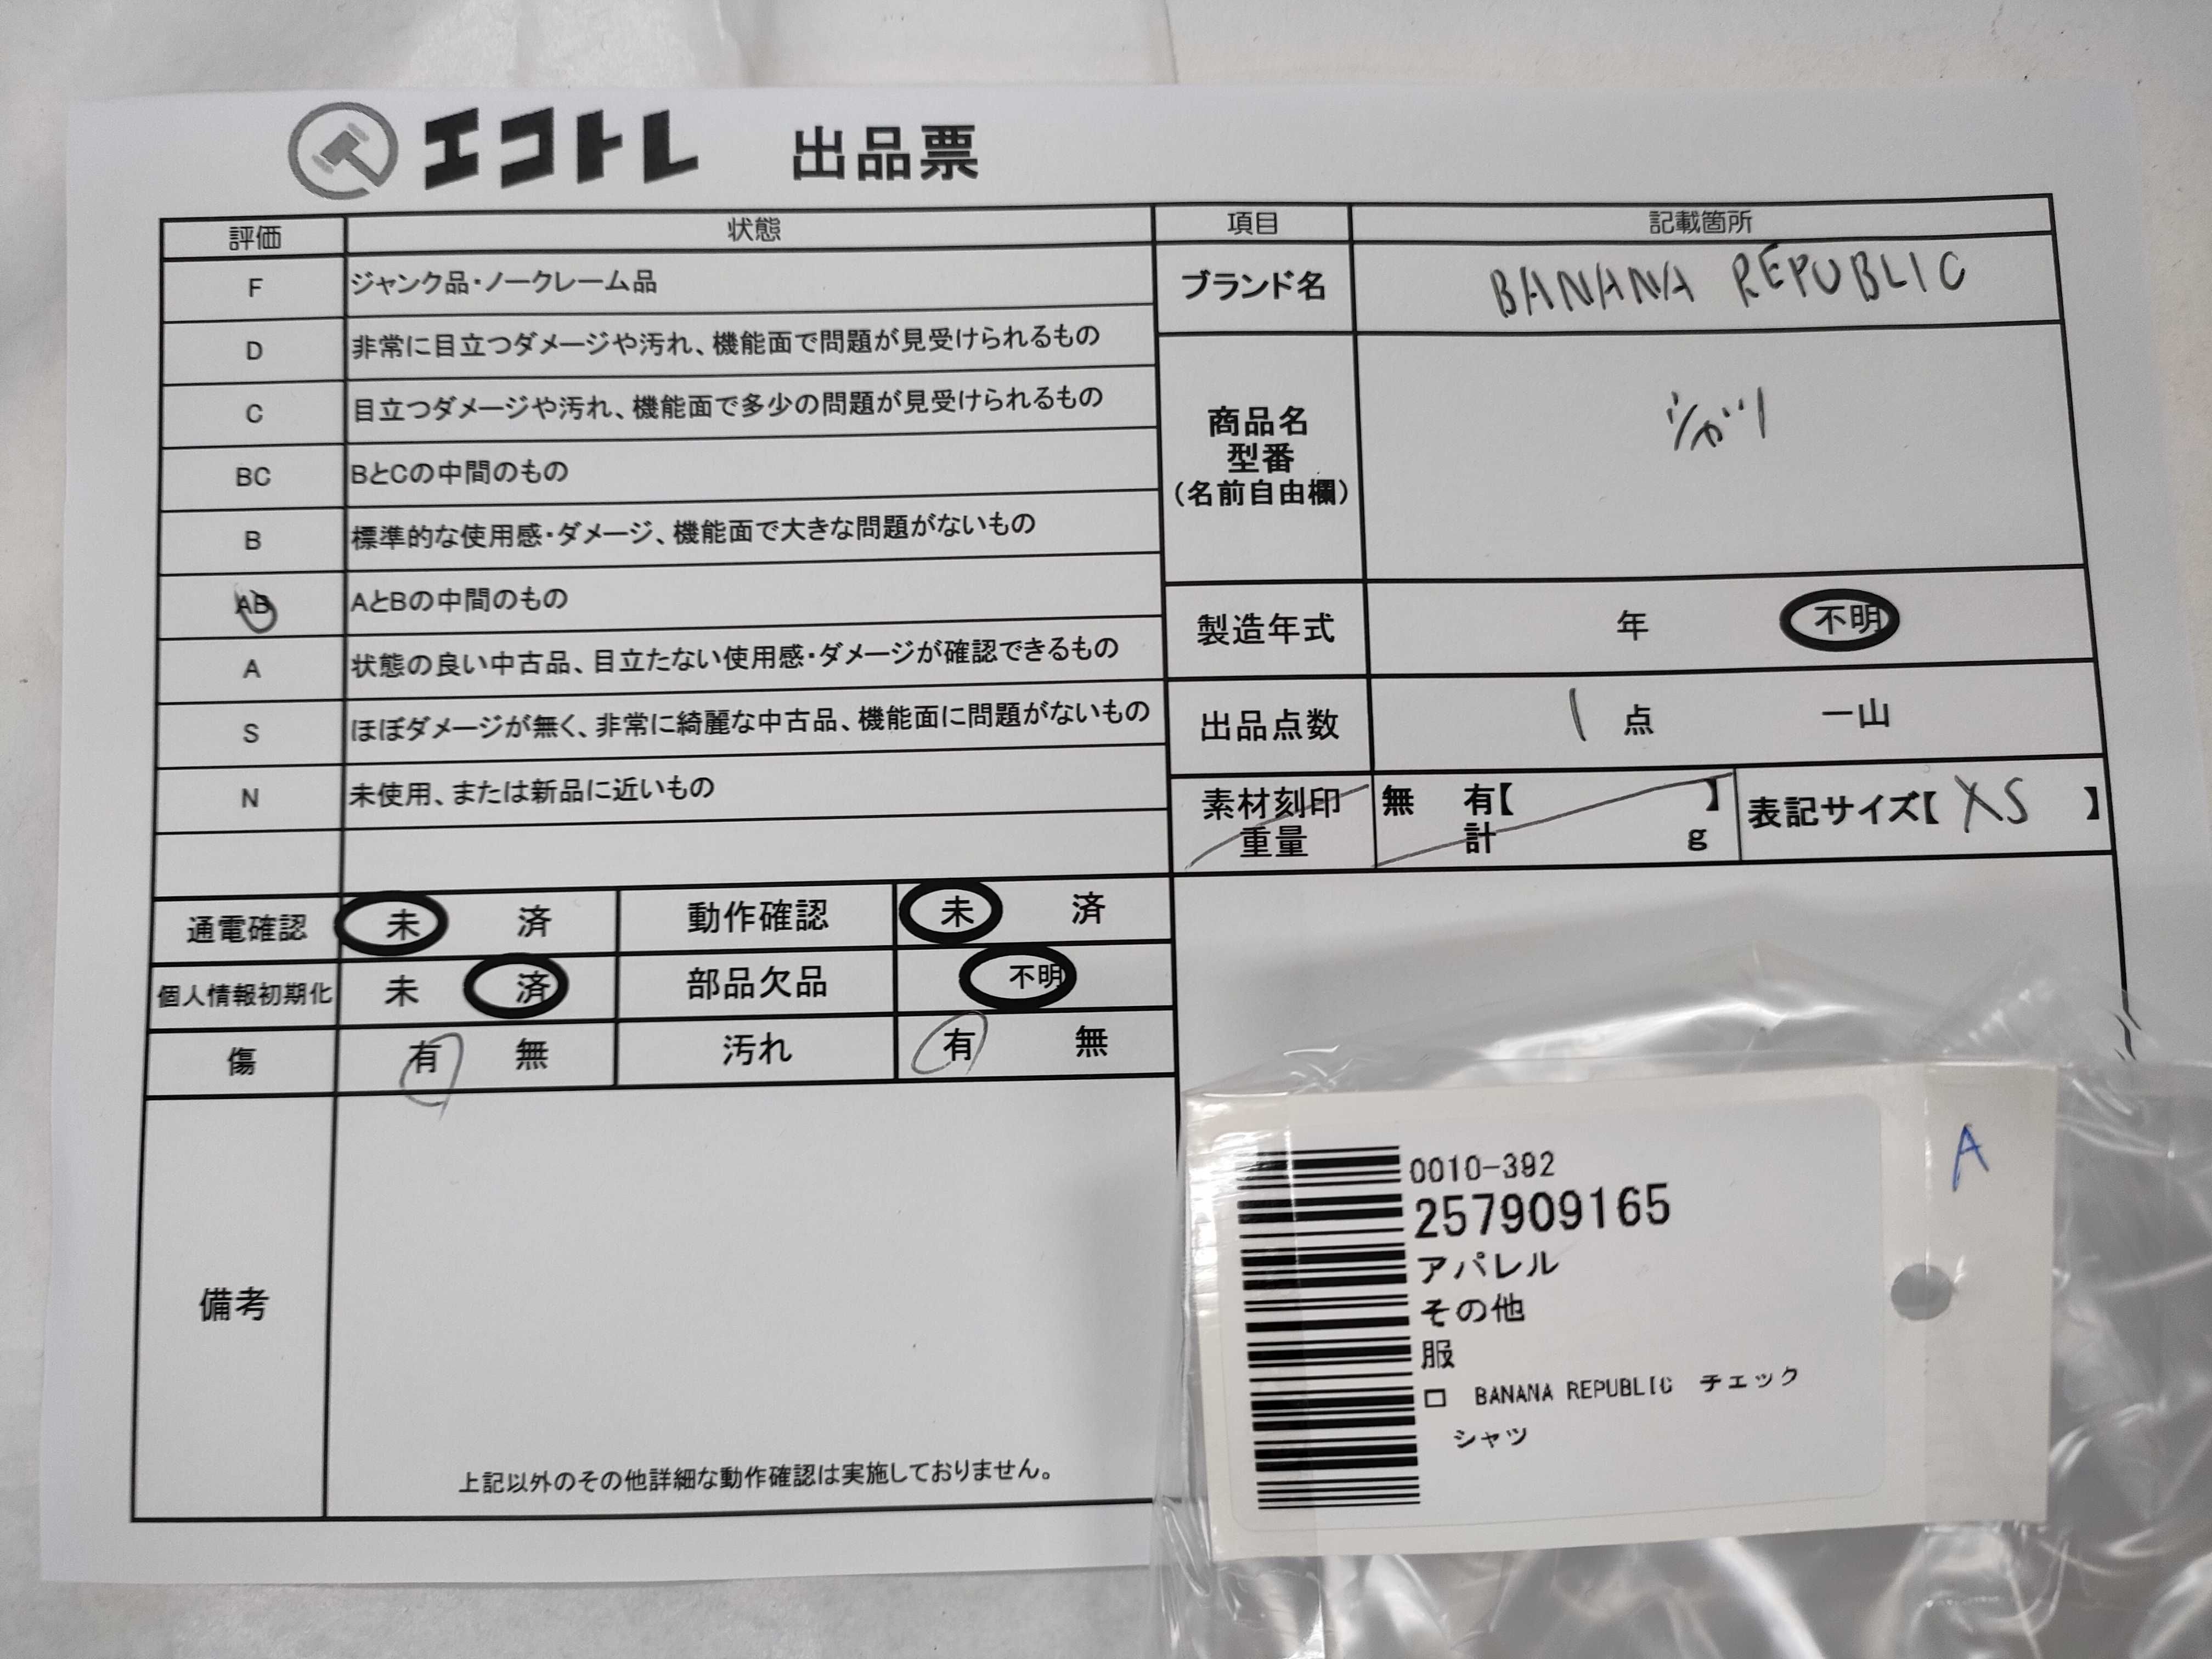 エコトレ 出品票
評価 状態
F ジャンク品・ノークレーム品
D 非常に目立つダメージや汚れ、機能面で問題が見受けられるもの
C 目立つダメージや汚れ、機能面で多少の問題が見受けられるもの
BC BとCの中間のもの
B 標準的な使用感・ダメージ、機能面で大きな問題がないもの
AB AとBの中間のもの
A 状態の良い中古品、目立たない使用感・ダメージが確認できるもの
S ほぼダメージが無く、非常に綺麗な中古品、機能面に問題がないもの
N 未使用、または新品に近いもの
通電確認 未 済 動作確認 未 済
個人情報初期化 未 済 部品欠品 不明
傷 有 無 汚れ 有 無
備考
上記以外のその他詳細な動作確認は実施しておりません。
項目 記載箇所
ブランド名 BANANA REPUBLIC
商品名
型番
（名前自由欄）
シャツ
製造年式 年 不明
出品点数 1 点 一山
素材刻印 無 有【 】
重量 計 g
表記サイズ【 XS 】
0010-392
257909165
アパレル
その他
服
口 BANANA REPUBLIC チェック
シャツ
A